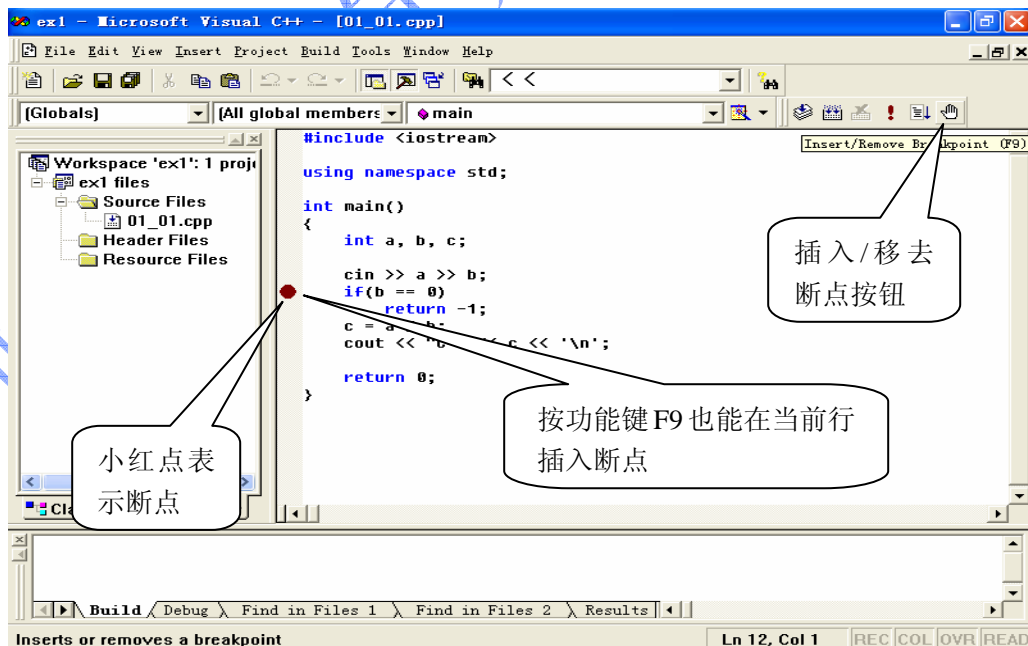 ex1 - Microsoft Visual C++ - [01_01.cpp]
File Edit View Insert Project Build Tools Window Help
< <
(Globals) (All global members main
Insert/Remove Breakpoint (F9)
Workspace 'ex1': 1 proje
ex1 files
Source Files
01_01.cpp
Header Files
Resource Files
#include <iostream>
using namespace std;
int main()
{
int a, b, c;
cin >> a >> b;
if(b == 0)
return -1;
c = a b;
cout << "c << c << '\n';
return 0;
}
插入/移去
断点按钮
按功能键 F9 也能在当前行
插入断点
小红点表
示断点
Build Debug Find in Files 1 Find in Files 2 Results
Inserts or removes a breakpoint Ln 12, Col 1 REC COL OVR READ